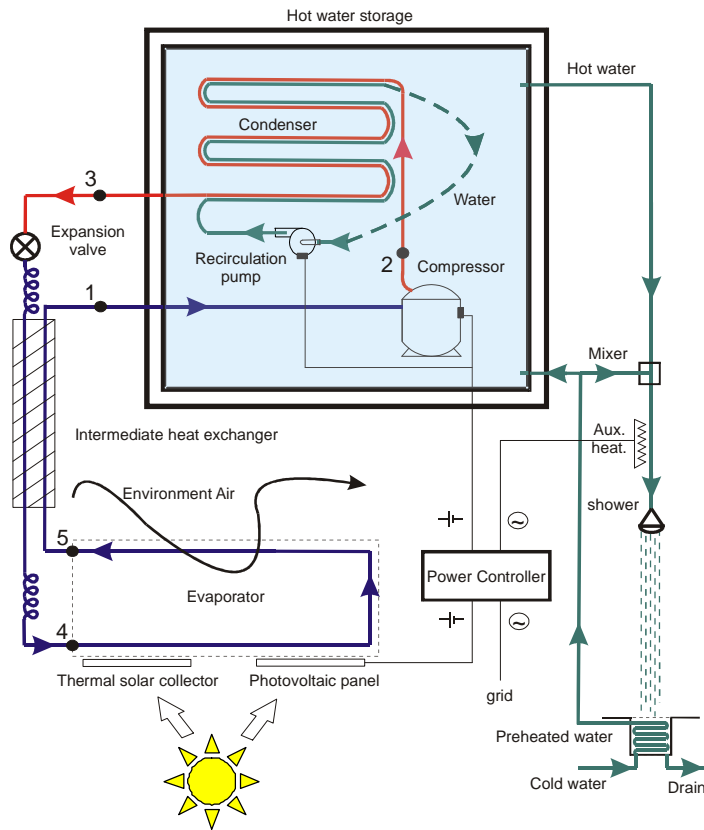 Hot water storage
Hot water
Condenser
3
Water
Expansion
valve
Recirculation
pump
2
Compressor
1
Mixer
Intermediate heat exchanger
Aux.
heat.
Environment Air
shower
5
Evaporator
Power Controller
4
Thermal solar collector
Photovoltaic panel
grid
Preheated water
Cold water
Drain